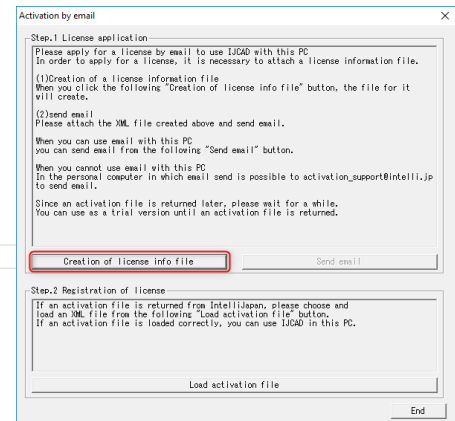 Activation by email
Step.1 License application
Please apply for a license by email to use IJCAD with this PC
In order to apply for a license, it is necessary to attach a license information file.
(1)Creation of a license information file
When you click the following "Creation of license info file" button, the file for it
will create.
(2)send email
Please attach the XML file created above and send email.
When you can use email with this PC
you can send email from the following "Send email" button.
When you cannot use email with this PC
In the personal computer in which email send is possible to activation_support@intelli.jp
to send email.
Since an activation file is returned later, please wait for a while.
You can use as a trial version until an activation file is returned.
Creation of license info file
Send email
Step.2 Registration of license
If an activation file is returned from IntelliJapan, please choose and
load an XML file from the following "Load activation file" button.
If an activation file is loaded correctly, you can use IJCAD in this PC.
Load activation file
End